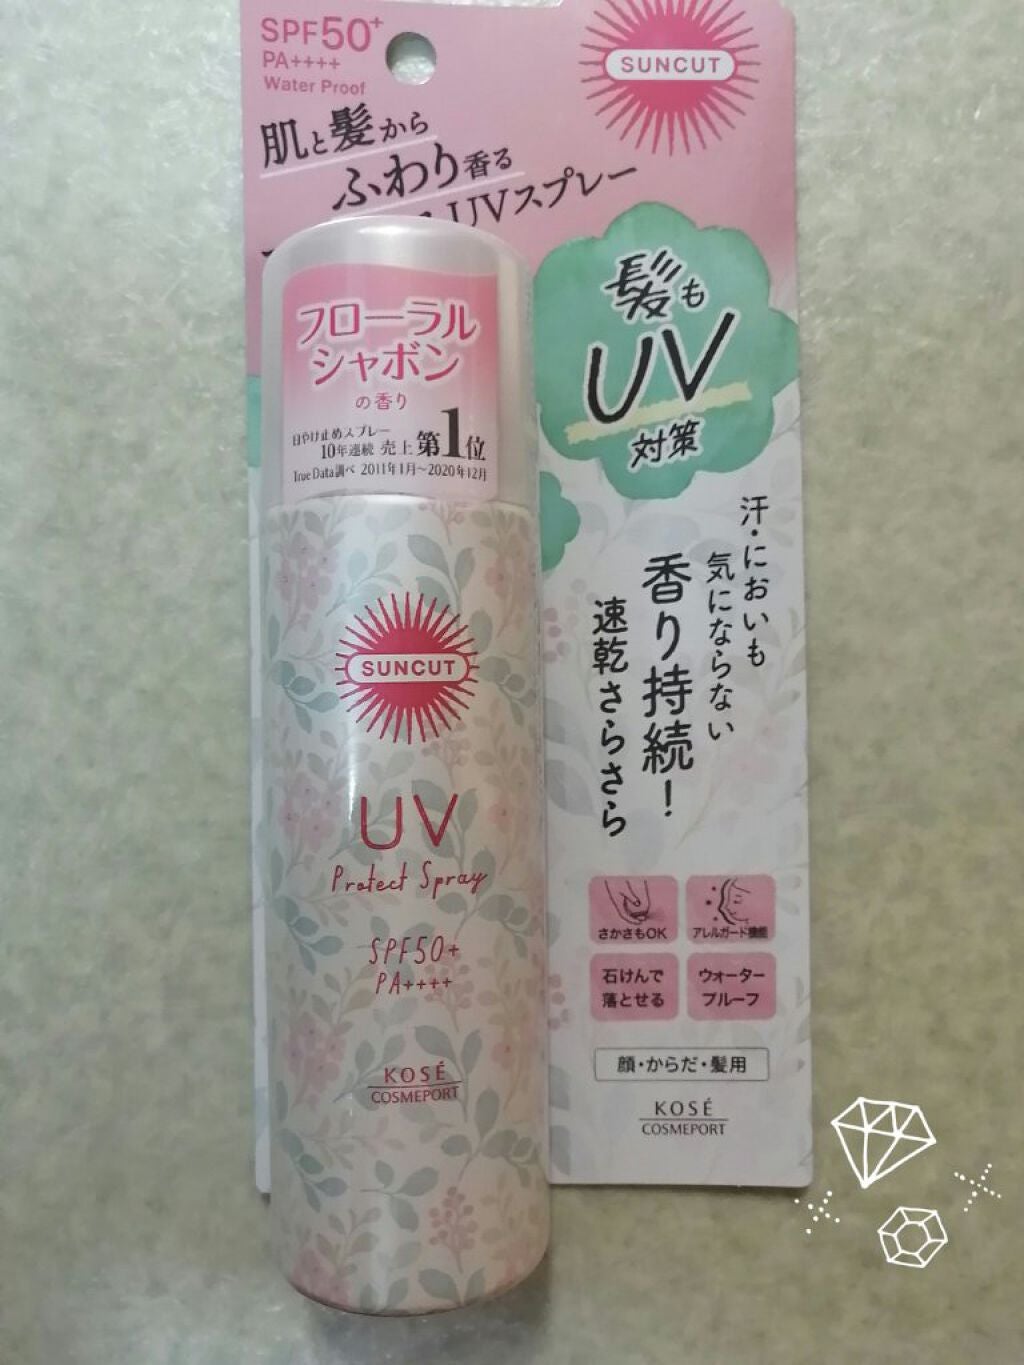 SPF50+
PA++++
Water Proof
SUNCUT
肌と髪から
ふわり香る
UVスプレー
髪も
UV
対策
フローラル
シャボン
の香り
日やけ止めスプレー
10年連続 売上 第1位
True Data調べ 2011年1月～2020年12月
汗・においも
気にならない
香り持続！
速乾さらさら
SUNCUT
UV
Protect Spray
SPF50+
PA++++
KOSÉ
COSMEPORT
さかさもOK
アレルガード機能
石けんで
落とせる
ウォーター
プルーフ
顔・からだ・髪用
KOSÉ
COSMEPORT